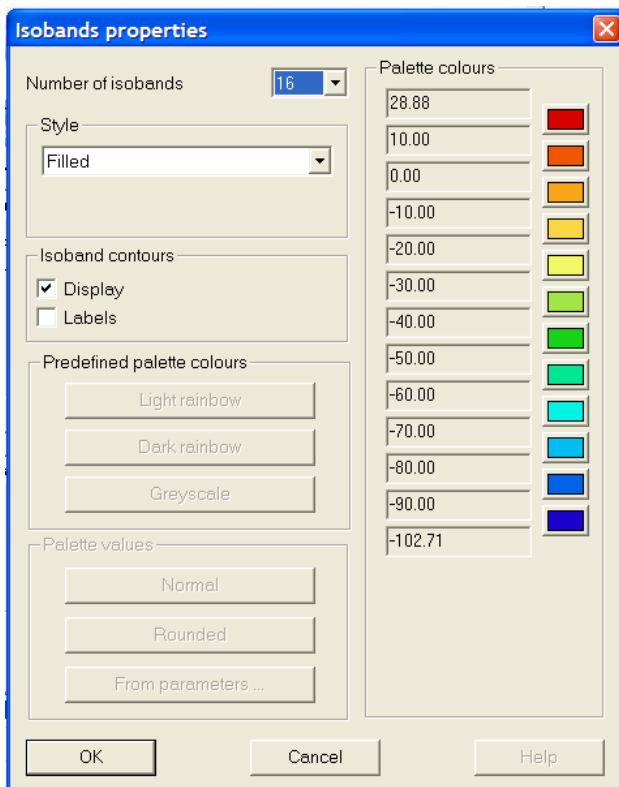 Isobands properties
Number of isobands
16
Style
Filled
Isoband contours
Display
Labels
Predefined palette colours
Light rainbow
Dark rainbow
Greyscale
Palette values
Normal
Rounded
From parameters ...
Palette colours
28.88
10.00
0.00
-10.00
-20.00
-30.00
-40.00
-50.00
-60.00
-70.00
-80.00
-90.00
-102.71
OK
Cancel
Help